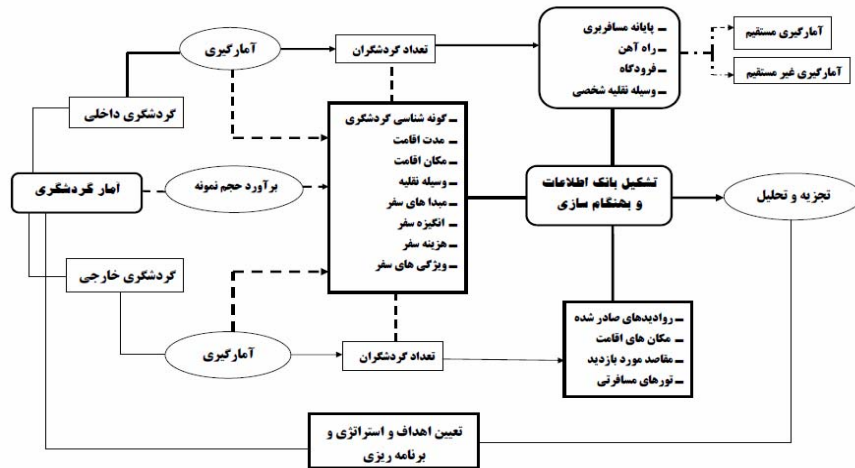 آمارگیری
تعداد گردشگران
ـ پایانه مسافربری
ـ راه آهن
ـ فرودگاه
ـ وسیله نقلیه شخصی
آمارگیری مستقیم
آمارگیری غیر مستقیم
گردشگری داخلی
ـ گونه شناسی گردشگری
ـ مدت اقامت
ـ مکان اقامت
ـ وسیله نقلیه
ـ مبدا های سفر
ـ انگیزه سفر
ـ هزینه سفر
ـ ویژگی های سفر
آمار گردشگری
برآورد حجم نمونه
تشکیل بانک اطلاعات
و بهنگام سازی
تجزیه و تحلیل
گردشگری خارجی
آمارگیری
تعداد گردشگران
ـ روادیدهای صادر شده
ـ مکان های اقامت
ـ مقاصد مورد بازدید
ـ تورهای مسافرتی
تعیین اهداف و استراتژی و
برنامه ریزی